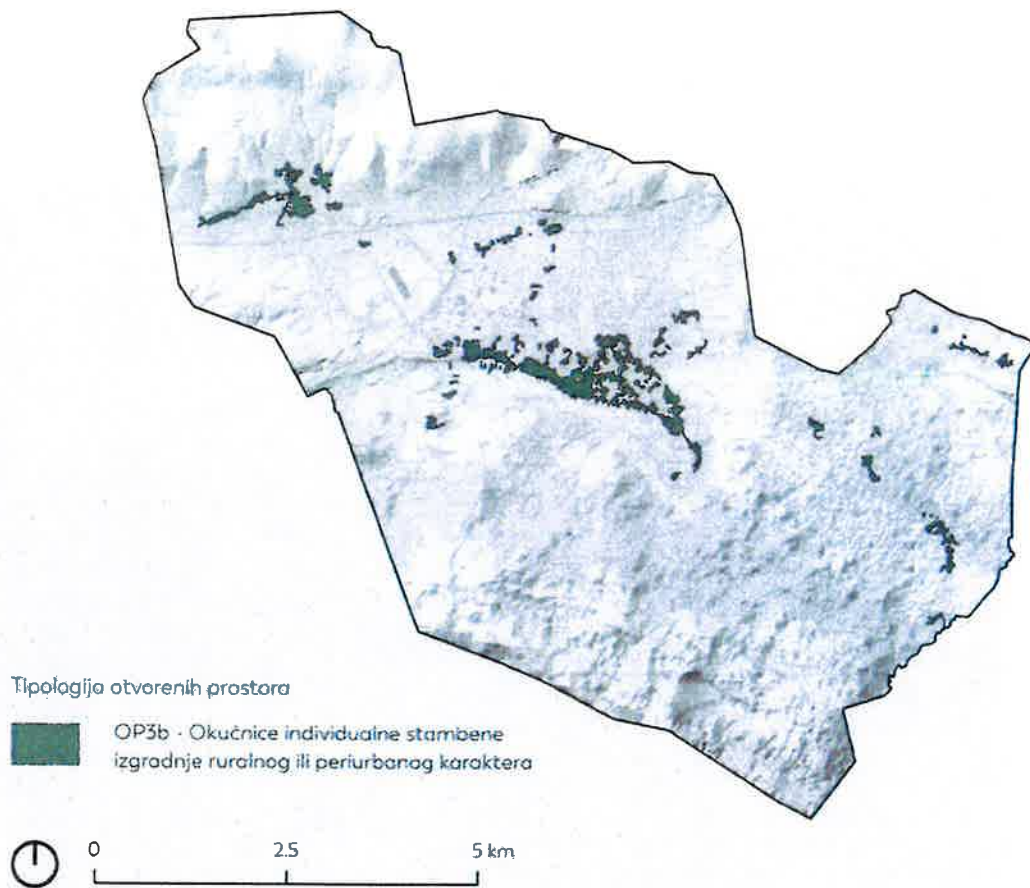 Tipologija otvorenih prostora
OP3b - Okućnice individualne stambene
izgradnje ruralnog ili periurbanog karaktera
0 2.5 5 km